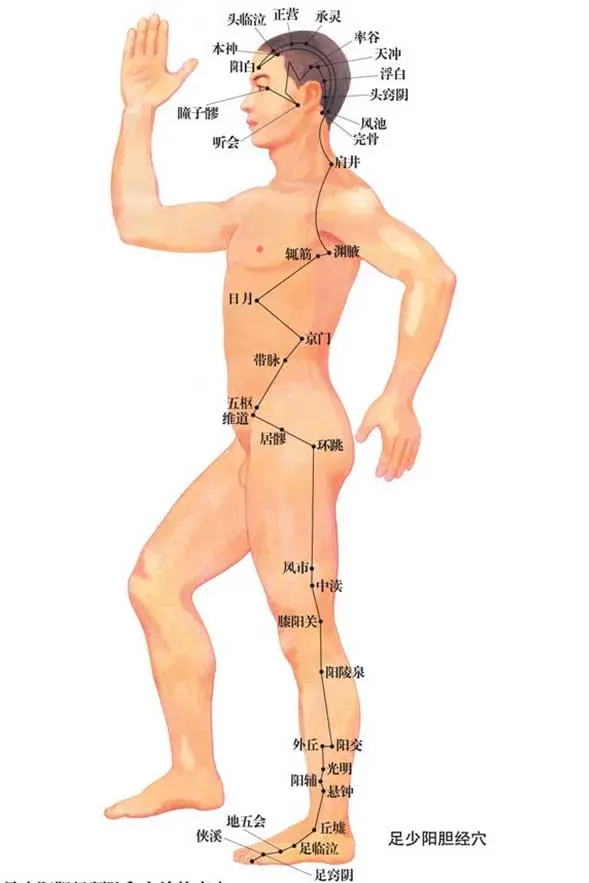 正营
承灵
头临泣
率谷
本神
天冲
阳白
浮白
头窍阴
瞳子髎
风池
听会
完骨
肩井
辄筋
渊腋
日月
京门
带脉
五枢
维道
居髎
环跳
风市
中渎
膝阳关
阳陵泉
外丘
阳交
光明
阳辅
悬钟
地五会
丘墟
侠溪
足临泣
足窍阴
足少阳胆经穴